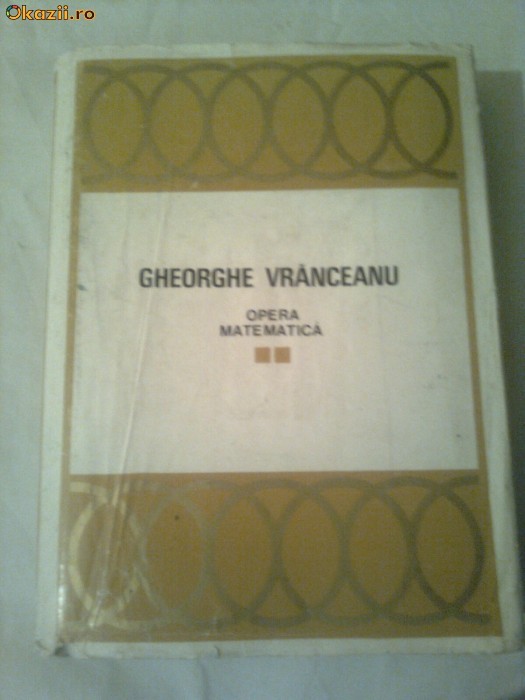 Okazii.ro
GHEORGHE VRÂNCEANU
OPERA
MATEMATICĂ